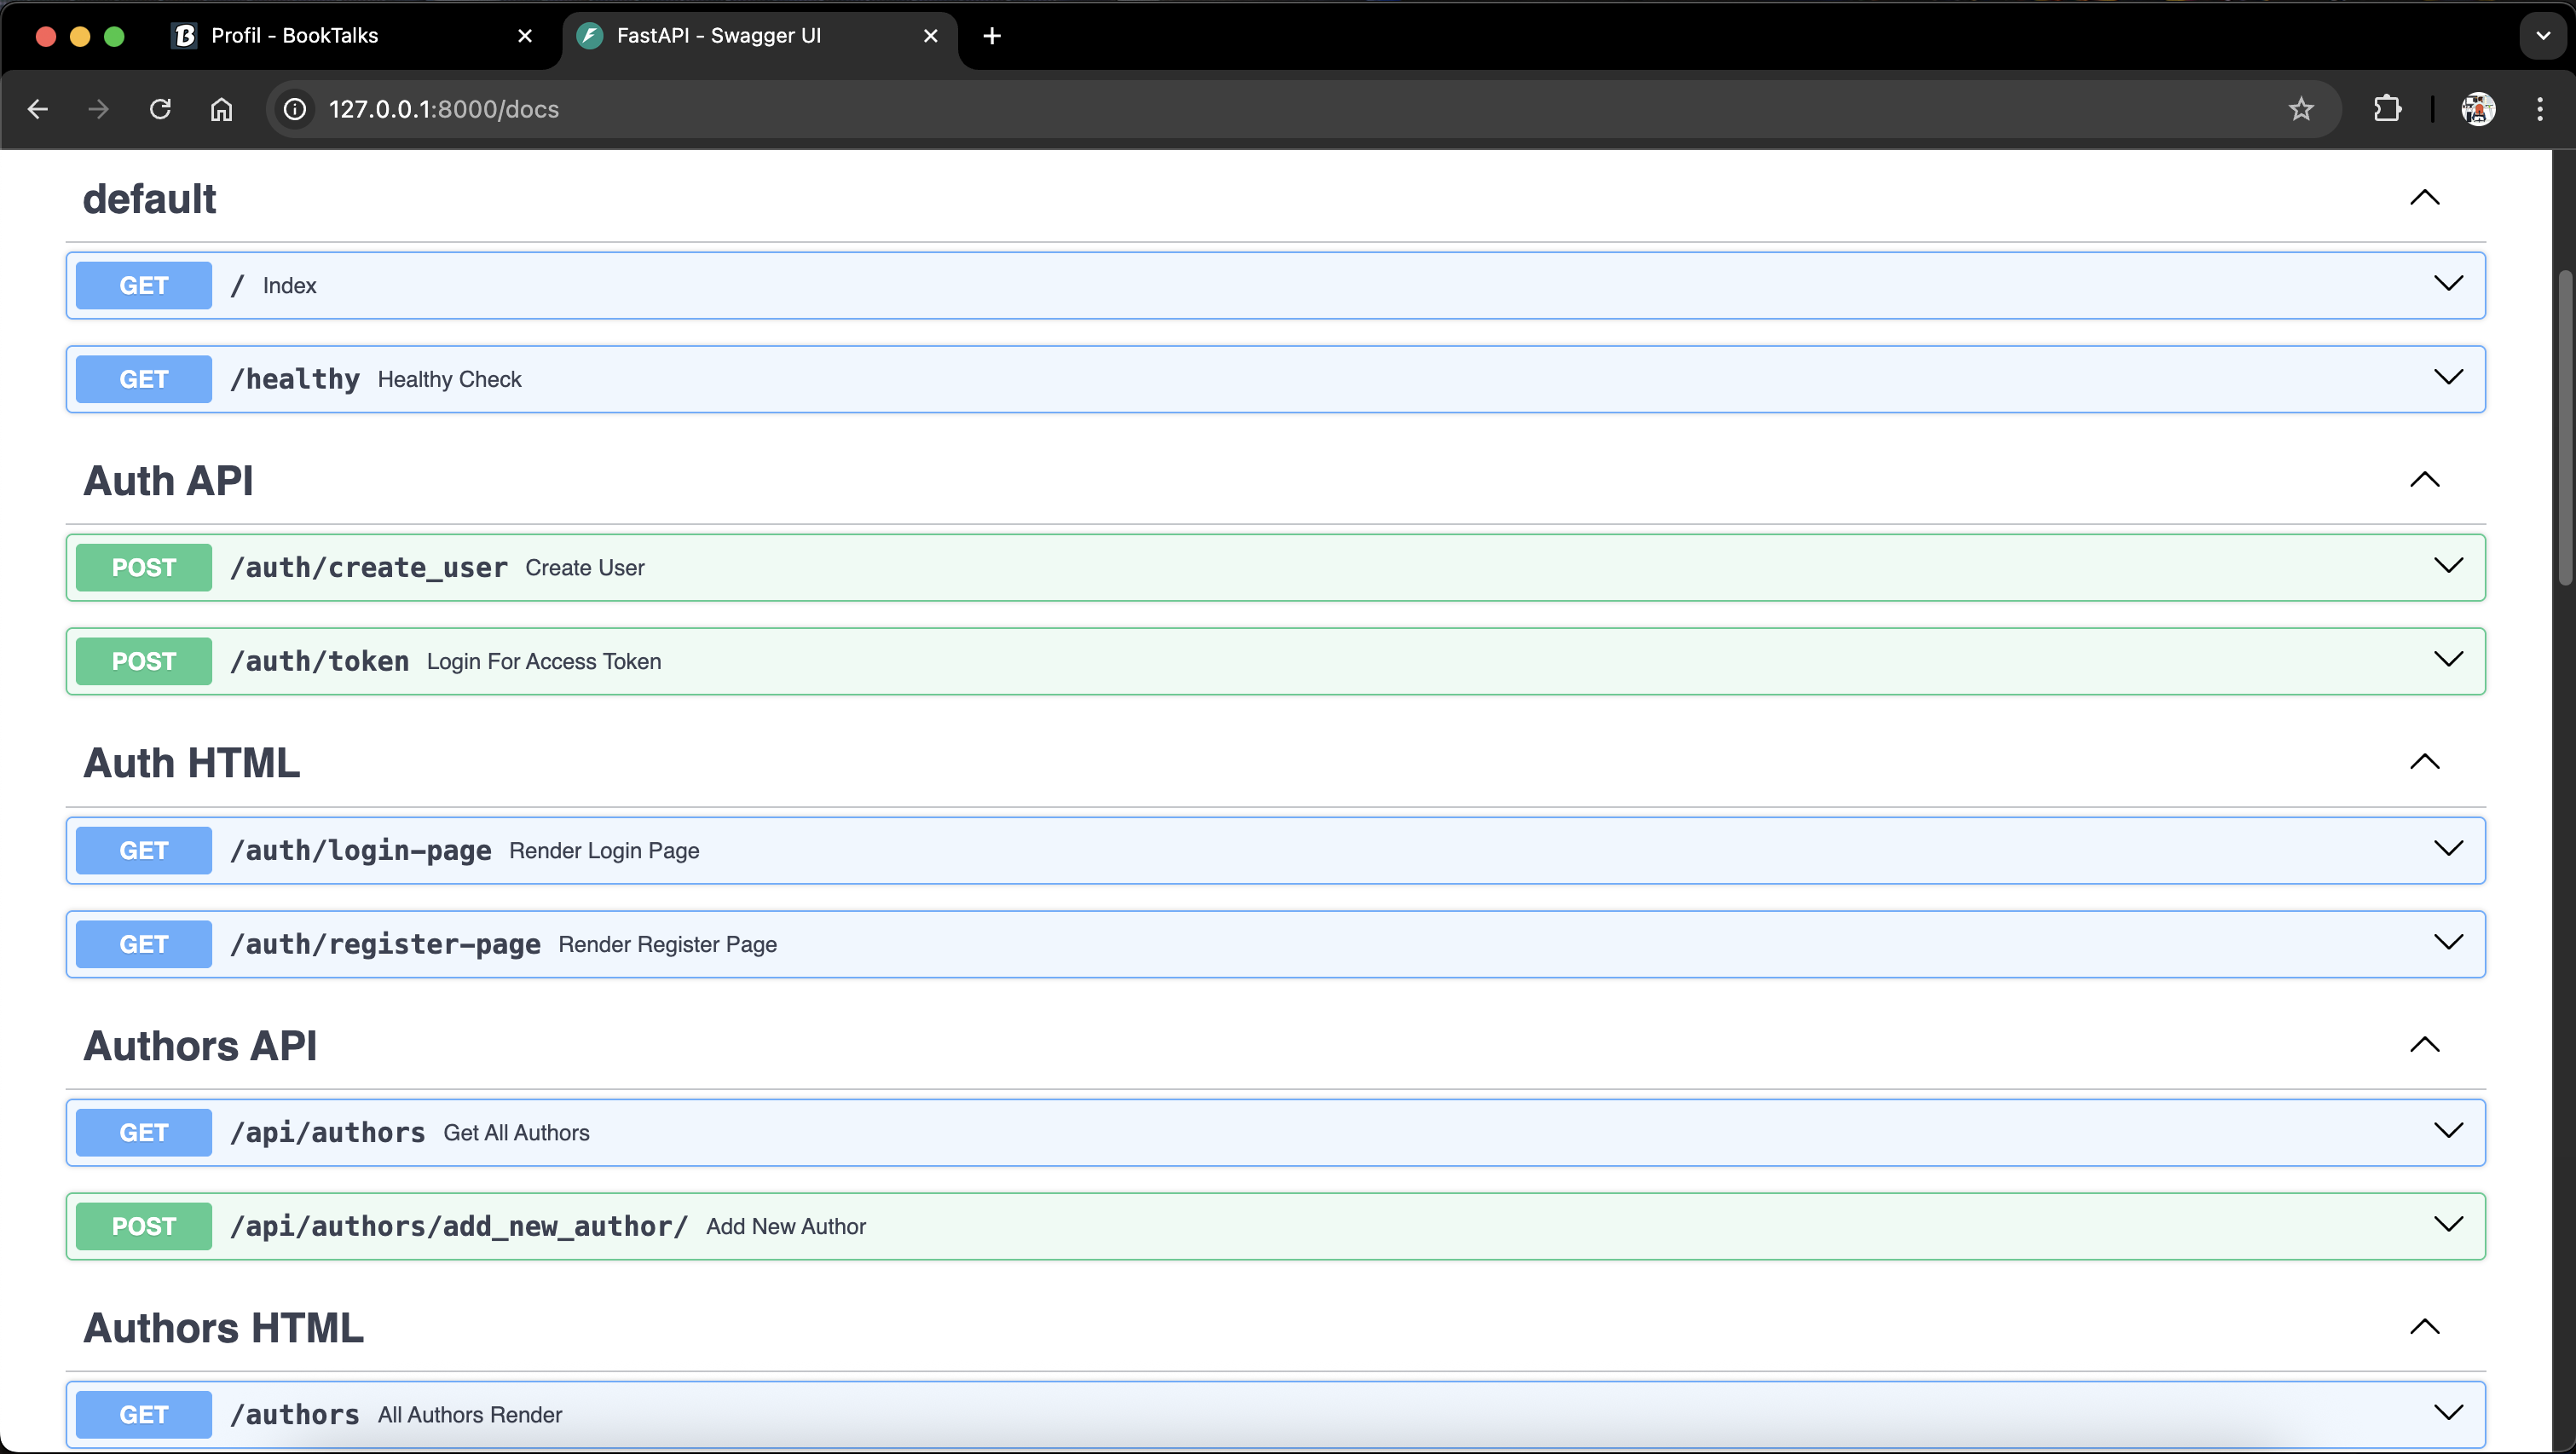 Profil - BookTalks
FastAPI - Swagger UI
127.0.0.1:8000/docs
default
GET / Index
GET /healthy Healthy Check
Auth API
POST /auth/create_user Create User
POST /auth/token Login For Access Token
Auth HTML
GET /auth/login-page Render Login Page
GET /auth/register-page Render Register Page
Authors API
GET /api/authors Get All Authors
POST /api/authors/add_new_author/ Add New Author
Authors HTML
GET /authors All Authors Render